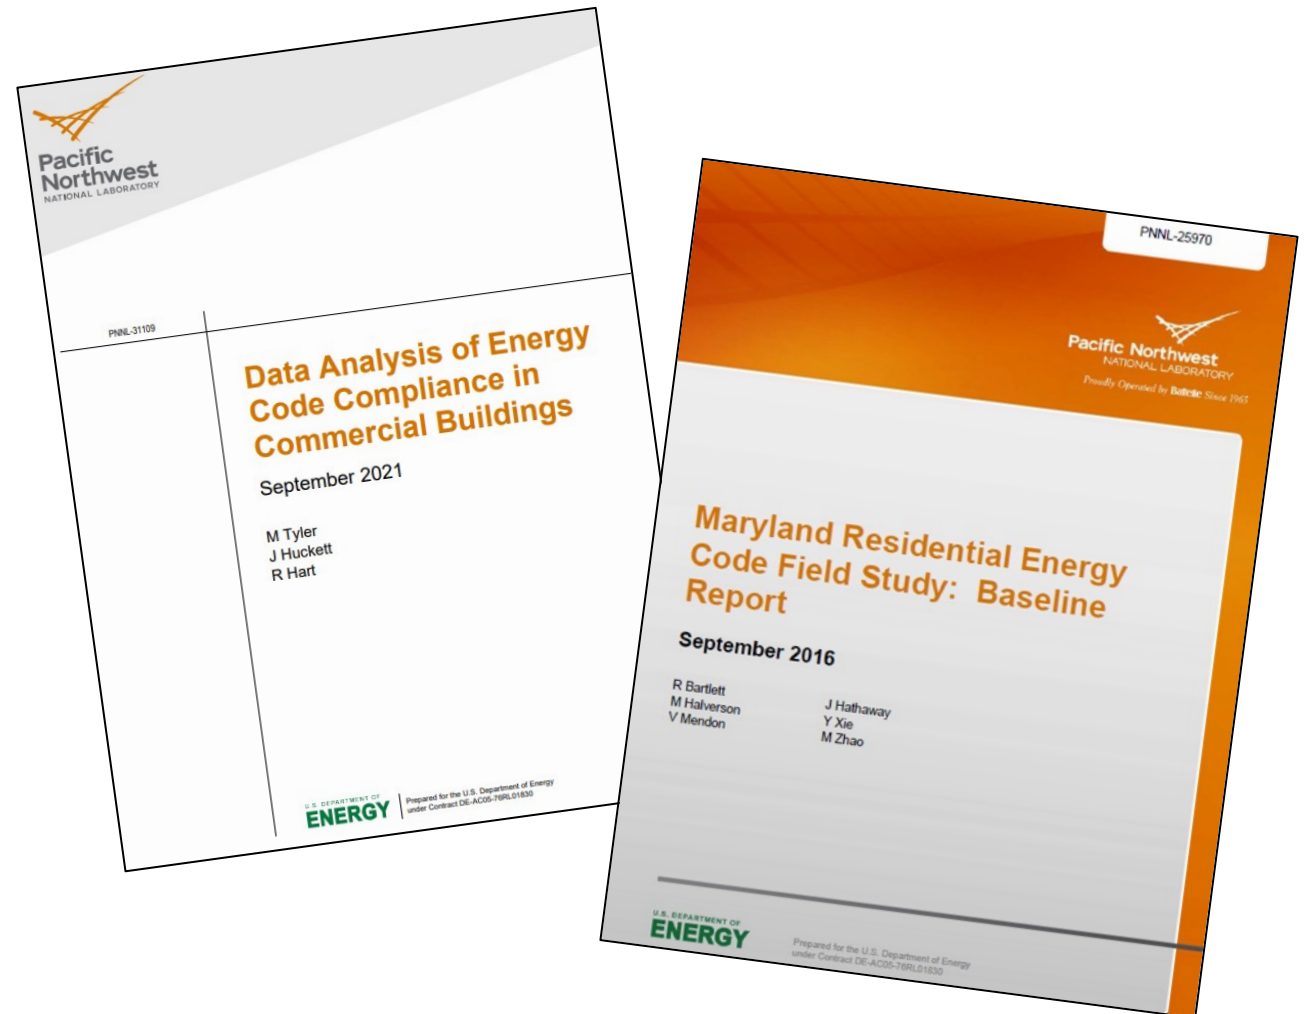 Pacific
Northwest
NATIONAL LABORATORY
PNNL-31109
Data Analysis of Energy
Code Compliance in
Commercial Buildings
September 2021
M Tyler
J Huckett
R Hart
U.S. DEPARTMENT OF
ENERGY
Prepared for the U.S. Department of Energy
under Contract DE-AC05-76RL01830
PNNL-25970
Pacific Northwest
NATIONAL LABORATORY
Proudly Operated by Battelle Since 1965
Maryland Residential Energy
Code Field Study: Baseline
Report
September 2016
R Bartlett
M Halverson
V Mendon
J Hathaway
Y Xie
M Zhao
U.S. DEPARTMENT OF
ENERGY
Prepared for the U.S. Department of Energy
under Contract DE-AC05-76RL01830